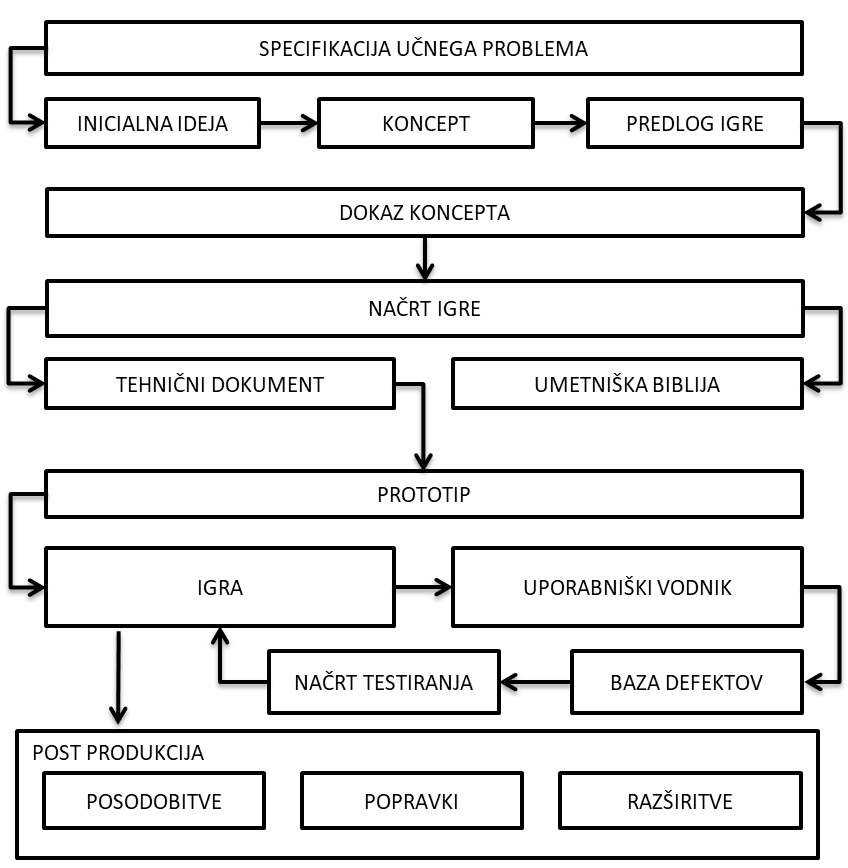 SPECIFIKACIJA UČNEGA PROBLEMA
INICIALNA IDEJA
KONCEPT
PREDLOG IGRE
DOKAZ KONCEPTA
NAČRT IGRE
TEHNIČNI DOKUMENT
UMETNIŠKA BIBLIJA
PROTOTIP
IGRA
UPORABNIŠKI VODNIK
NAČRT TESTIRANJA
BAZA DEFEKTOV
POST PRODUKCIJA
POSODOBITVE
POPRAVKI
RAZŠIRITVE